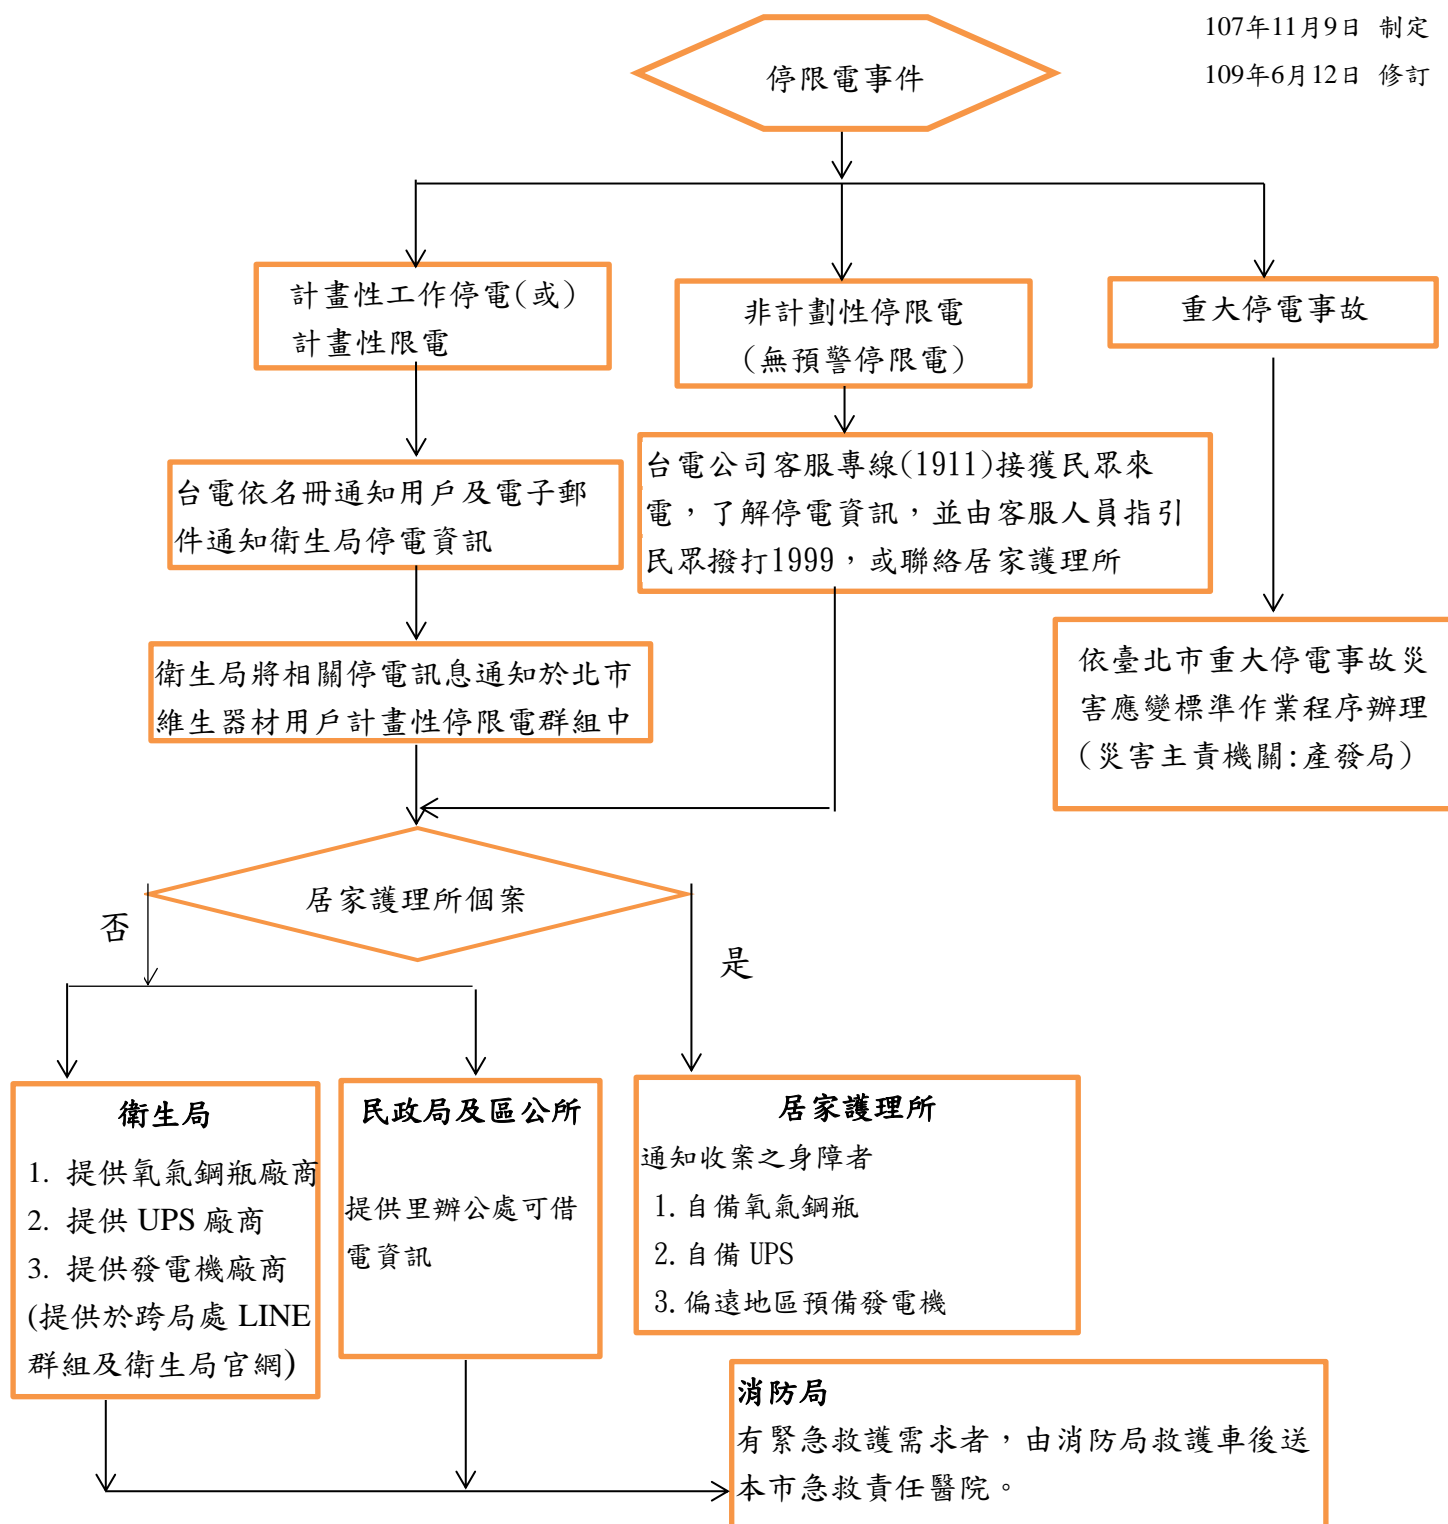 107年11月9日 制定
109年6月12日 修訂
停限電事件
計畫性工作停電(或)
計畫性限電
非計劃性停限電
(無預警停限電)
重大停電事故
台電依名冊通知用戶及電子郵
件通知衛生局停電資訊
台電公司客服專線(1911)接獲民眾來
電，了解停電資訊，並由客服人員指引
民眾撥打1999，或聯絡居家護理所
衛生局將相關停電訊息通知於北市
維生器材用戶計畫性停限電群組中
依臺北市重大停電事故災
害應變標準作業程序辦理
(災害主責機關:產發局)
居家護理所個案
否
是
衛生局
1. 提供氧氣鋼瓶廠商
2. 提供 UPS 廠商
3. 提供發電機廠商
(提供於跨局處 LINE
群組及衛生局官網)
民政局及區公所
提供里辦公處可借
電資訊
居家護理所
通知收案之身障者
1.自備氧氣鋼瓶
2.自備 UPS
3.偏遠地區預備發電機
消防局
有緊急救護需求者，由消防局救護車後送
本市急救責任醫院。